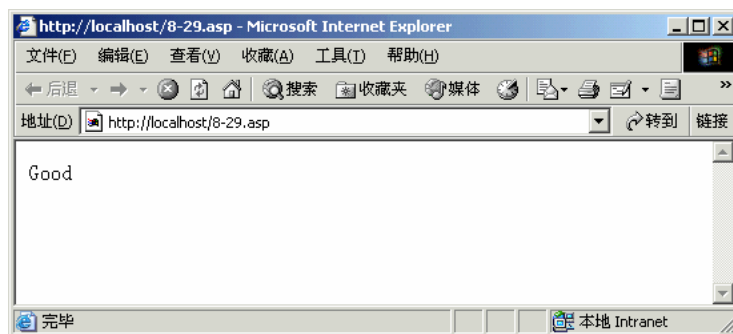 http://localhost/8-29.asp - Microsoft Internet Explorer
文件(F) 编辑(E) 查看(V) 收藏(A) 工具(T) 帮助(H)
后退 搜索 收藏夹 媒体 »
地址(D) http://localhost/8-29.asp 转到 链接
Good
完毕 本地 Intranet